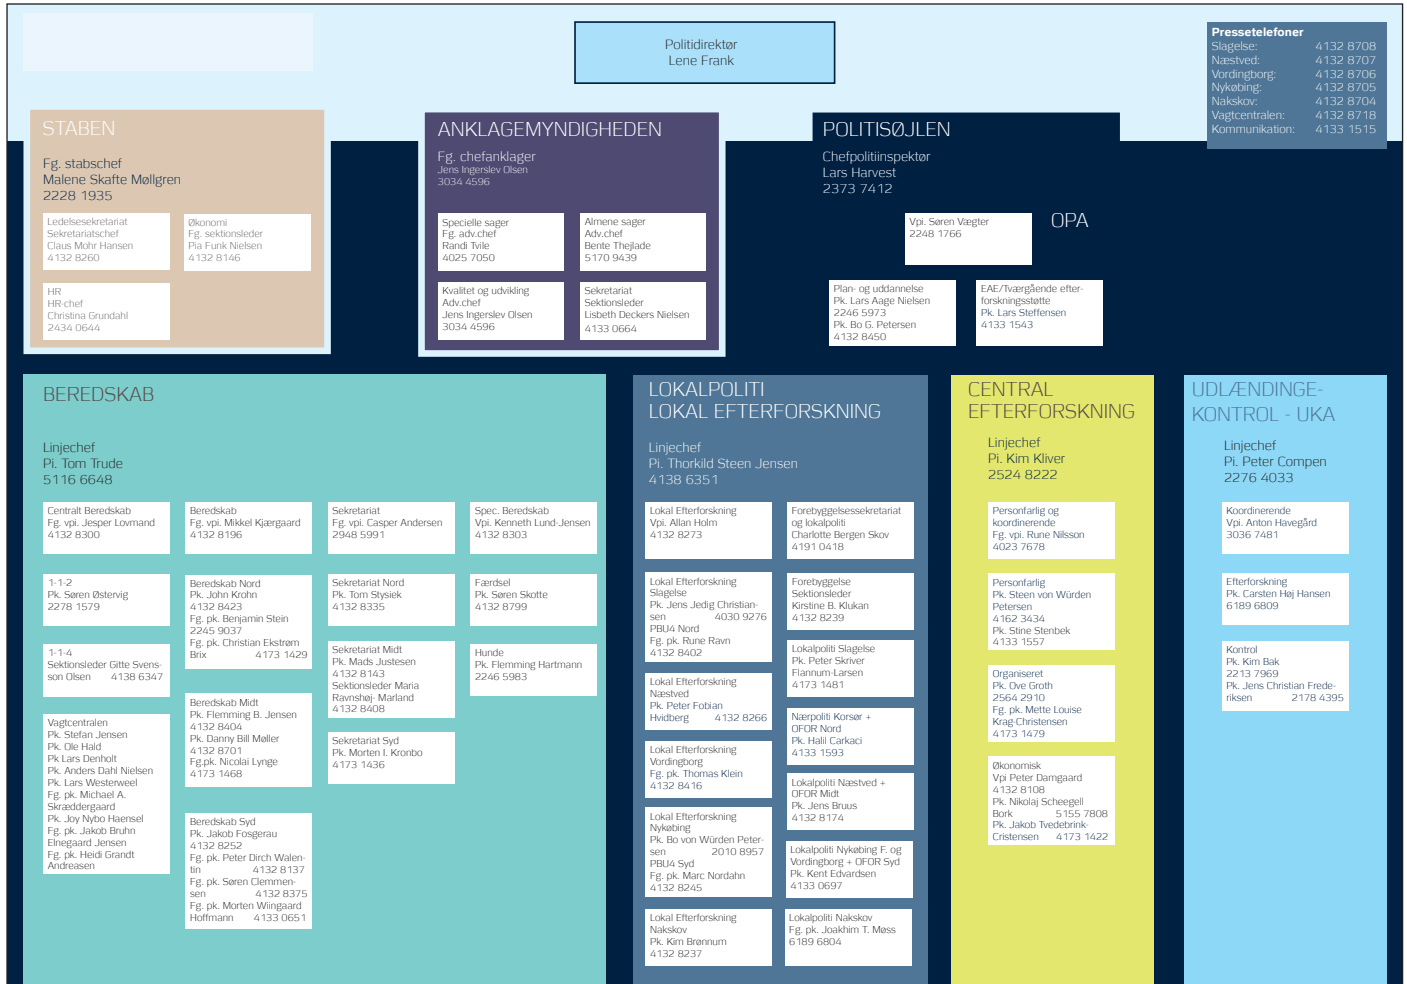 Politidirektør
Lene Frank
Pressetelefoner
Slagelse: 4132 8708
Næstved: 4132 8707
Vordingborg: 4132 8706
Nykøbing: 4132 8705
Nakskov: 4132 8704
Vagtcentralen: 4132 8718
Kommunikation: 4133 1515
STABEN
Fg. stabschef
Malene Skafte Møllgren
2228 1935
Ledelsesekretariat
Sekretariatschef
Claus Mohr Hansen
4132 8260
Økonomi
Fg. sektionsleder
Pia Funk Nielsen
4132 8146
HR
HR-chef
Christina Grundahl
2434 0644
ANKLAGEMYNDIGHEDEN
Fg. chefanklager
Jens Ingerslev Olsen
3034 4596
Specielle sager
Fg. adv.chef
Randi Tvile
4025 7050
Almene sager
Adv.chef
Bente Thejlade
5170 9439
Kvalitet og udvikling
Adv.chef
Jens Ingerslev Olsen
3034 4596
Sekretariat
Sektionsleder
Lisbeth Deckers Nielsen
4133 0664
POLITISØJLEN
Chefpolitiinspektør
Lars Harvest
2373 7412
Vpi. Søren Vægter
2248 1766
OPA
Plan- og uddannelse
Pk. Lars Aage Nielsen
2246 5973
Pk. Bo G. Petersen
4132 8450
EAE/Tværgående efter-
forskningsstøtte
Pk. Lars Steffensen
4133 1543
BEREDSKAB
Linjechef
Pi. Tom Trude
5116 6648
Centralt Beredskab
Fg. vpi. Jesper Lovmand
4132 8300
1-1-2
Pk. Søren Østervig
2278 1579
1-1-4
Sektionsleder Gitte Svens-
son Olsen 4138 6347
Vagtcentralen
Pk. Stefan Jensen
Pk. Ole Hald
Pk Lars Denholt
Pk. Anders Dahl Nielsen
Pk. Lars Westerweel
Fg. pk. Michael A.
Skræddergaard
Pk. Joy Nybo Haensel
Fg. pk. Jakob Bruhn
Elnegaard Jensen
Fg. pk. Heidi Grandt
Andreasen
Beredskab
Fg. vpi. Mikkel Kjærgaard
4132 8196
Beredskab Nord
Pk. John Krohn
4132 8423
Fg. pk. Benjamin Stein
2245 9037
Fg. pk. Christian Ekstrøm
Brix 4173 1429
Beredskab Midt
Pk. Flemming B. Jensen
4132 8404
Pk. Danny Bill Møller
4132 8701
Fg.pk. Nicolai Lynge
4173 1468
Beredskab Syd
Pk. Jakob Fosgerau
4132 8252
Fg. pk. Peter Dirch Walen-
tin 4132 8137
Fg. pk. Søren Clemmen-
sen 4132 8375
Fg. pk. Morten Wiingaard
Hoffmann 4133 0651
Sekretariat
Fg. vpi. Casper Andersen
2948 5991
Sekretariat Nord
Pk. Tom Stysiek
4132 8335
Sekretariat Midt
Pk. Mads Justesen
4132 8143
Sektionsleder Maria
Ravnshøj- Marland
4132 8408
Sekretariat Syd
Pk. Morten I. Kronbo
4173 1436
Spec. Beredskab
Vpi. Kenneth Lund-Jensen
4132 8303
Færdsel
Pk. Søren Skotte
4132 8799
Hunde
Pk. Flemming Hartmann
2246 5983
LOKALPOLITI
LOKAL EFTERFORSKNING
Linjechef
Pi. Thorkild Steen Jensen
4138 6351
Lokal Efterforskning
Vpi. Allan Holm
4132 8273
Lokal Efterforskning
Slagelse
Pk. Jens Jedig Christian-
sen 4030 9276
PBU4 Nord
Fg. pk. Rune Ravn
4132 8402
Lokal Efterforskning
Næstved
Pk. Peter Fobian
Hvidberg 4132 8266
Lokal Efterforskning
Vordingborg
Fg. pk. Thomas Klein
4132 8416
Lokal Efterforskning
Nykøbing
Pk. Bo von Würden Peter-
sen 2010 8957
PBU4 Syd
Fg. pk. Marc Nordahn
4132 8245
Lokal Efterforskning
Nakskov
Pk. Kim Brønnum
4132 8237
Forebyggelsessekretariat
og lokalpoliti
Charlotte Bergen Skov
4191 0418
Forebyggelse
Sektionsleder
Kirstine B. Klukan
4132 8239
Lokalpoliti Slagelse
Pk. Peter Skriver
Flannum-Larsen
4173 1481
Nærpoliti Korsør +
OFOR Nord
Pk. Halil Carkaci
4133 1593
Lokalpoliti Næstved +
OFOR Midt
Pk. Jens Bruus
4132 8174
Lokalpoliti Nykøbing F. og
Vordingborg + OFOR Syd
Pk. Kent Edvardsen
4133 0697
Lokalpoliti Nakskov
Fg. pk. Joakhim T. Møss
6189 6804
CENTRAL
EFTERFORSKNING
Linjechef
Pi. Kim Kliver
2524 8222
Personfarlig og
koordinerende
Fg. vpi. Rune Nilsson
4023 7678
Personfarlig
Pk. Steen von Würden
Petersen
4162 3434
Pk. Stine Stenbek
4133 1557
Organiseret
Pk. Ove Groth
2564 2910
Fg. pk. Mette Louise
Krag-Christensen
4173 1479
Økonomisk
Vpi Peter Damgaard
4132 8108
Pk. Nikolaj Scheegell
Bork 5155 7808
Pk. Jakob Tvedebrink-
Cristensen 4173 1422
UDLÆNDINGE-
KONTROL - UKA
Linjechef
Pi. Peter Compen
2276 4033
Koordinerende
Vpi. Anton Havegård
3036 7481
Efterforskning
Pk. Carsten Høj Hansen
6189 6809
Kontrol
Pk. Kim Bak
2213 7969
Pk. Jens Christian Frede-
riksen 2178 4395